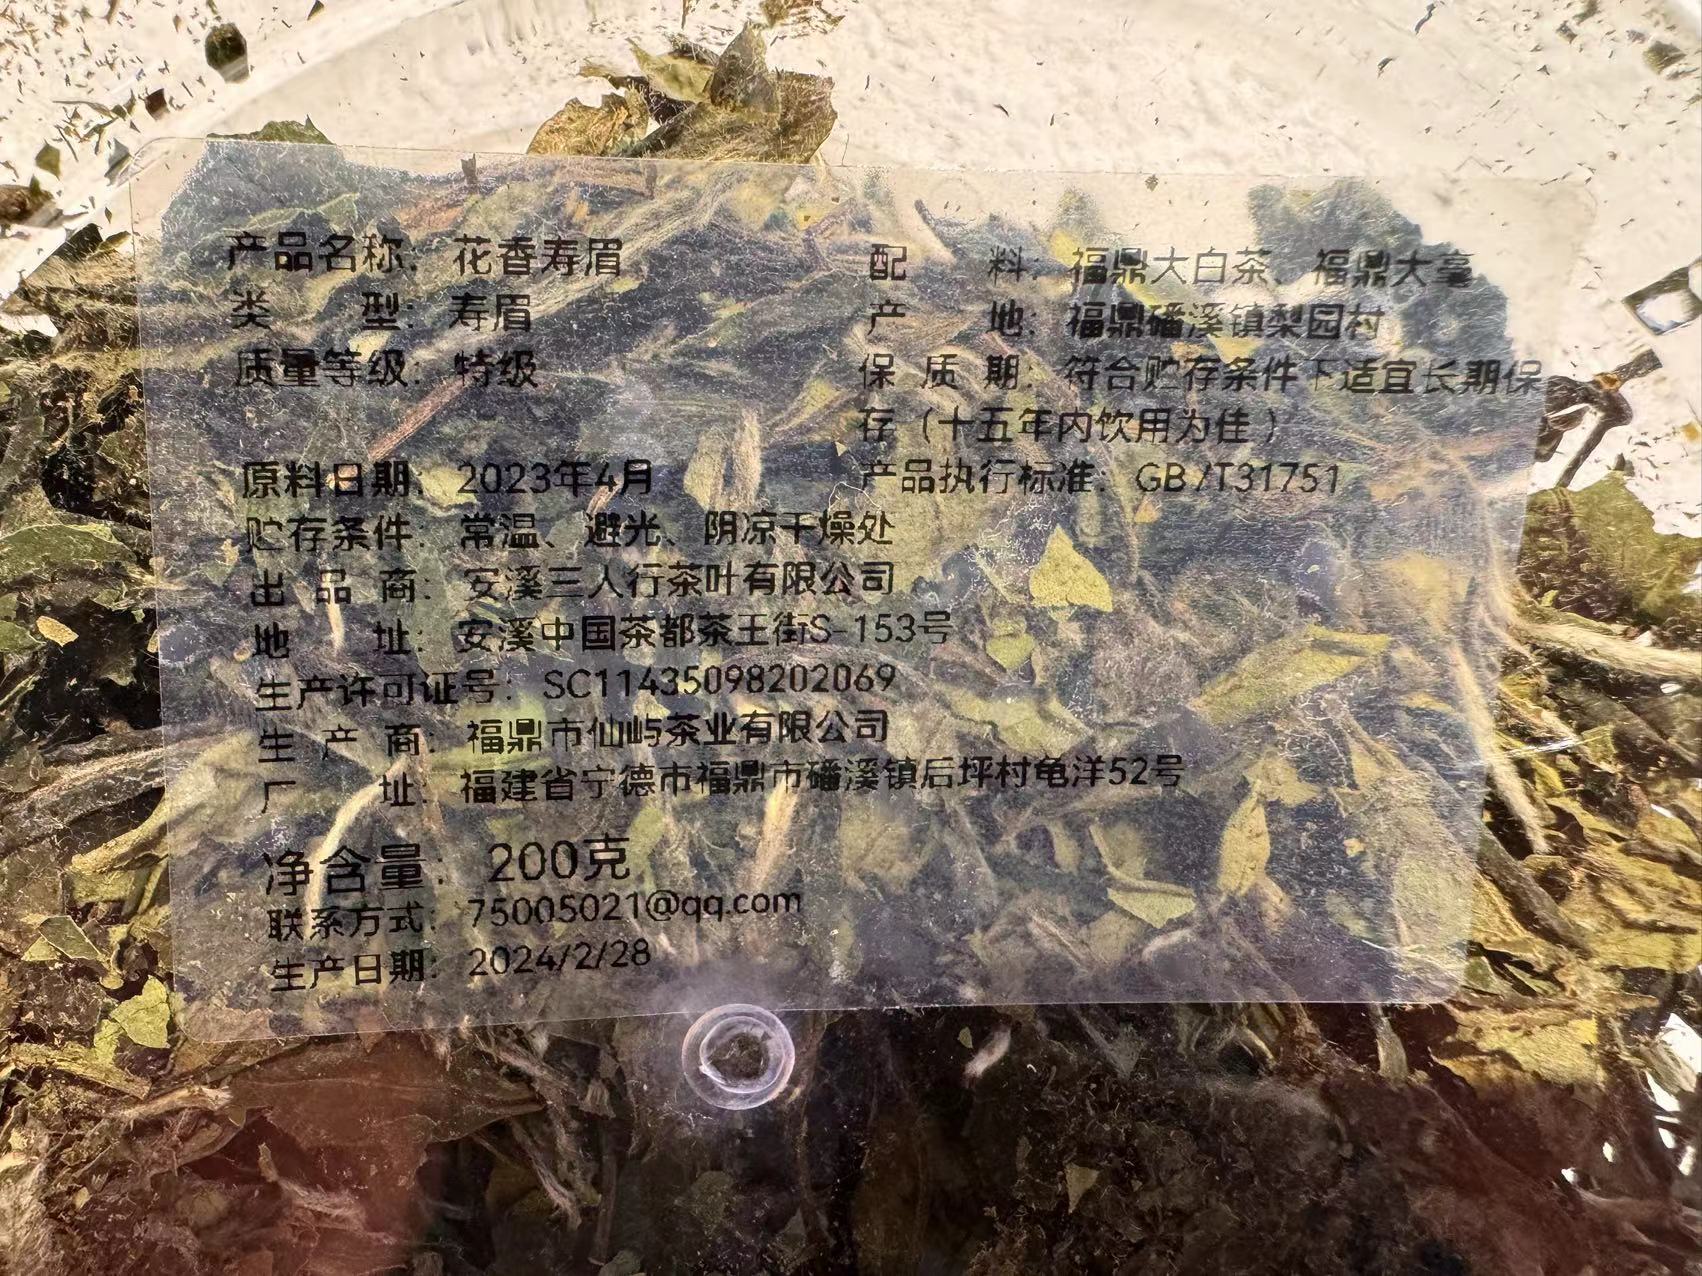 产品名称：花香寿眉
类 型：寿眉
质量等级：特级
配 料：福鼎大白茶、福鼎大毫
产 地：福鼎磻溪镇梨园村
保 质 期：符合贮存条件下适宜长期保
存（十五年内饮用为佳）
产品执行标准：GB/T31751
原料日期：2023年4月
贮存条件：常温、避光、阴凉干燥处
出 品 商：安溪三人行茶叶有限公司
地 址：安溪中国茶都茶王街S-153号
生产许可证号：SC11435098202069
生 产 商：福鼎市仙屿茶业有限公司
厂 址：福建省宁德市福鼎市磻溪镇后坪村龟洋52号
净含量：200克
联系方式：75005021@qq.com
生产日期：2024/2/28